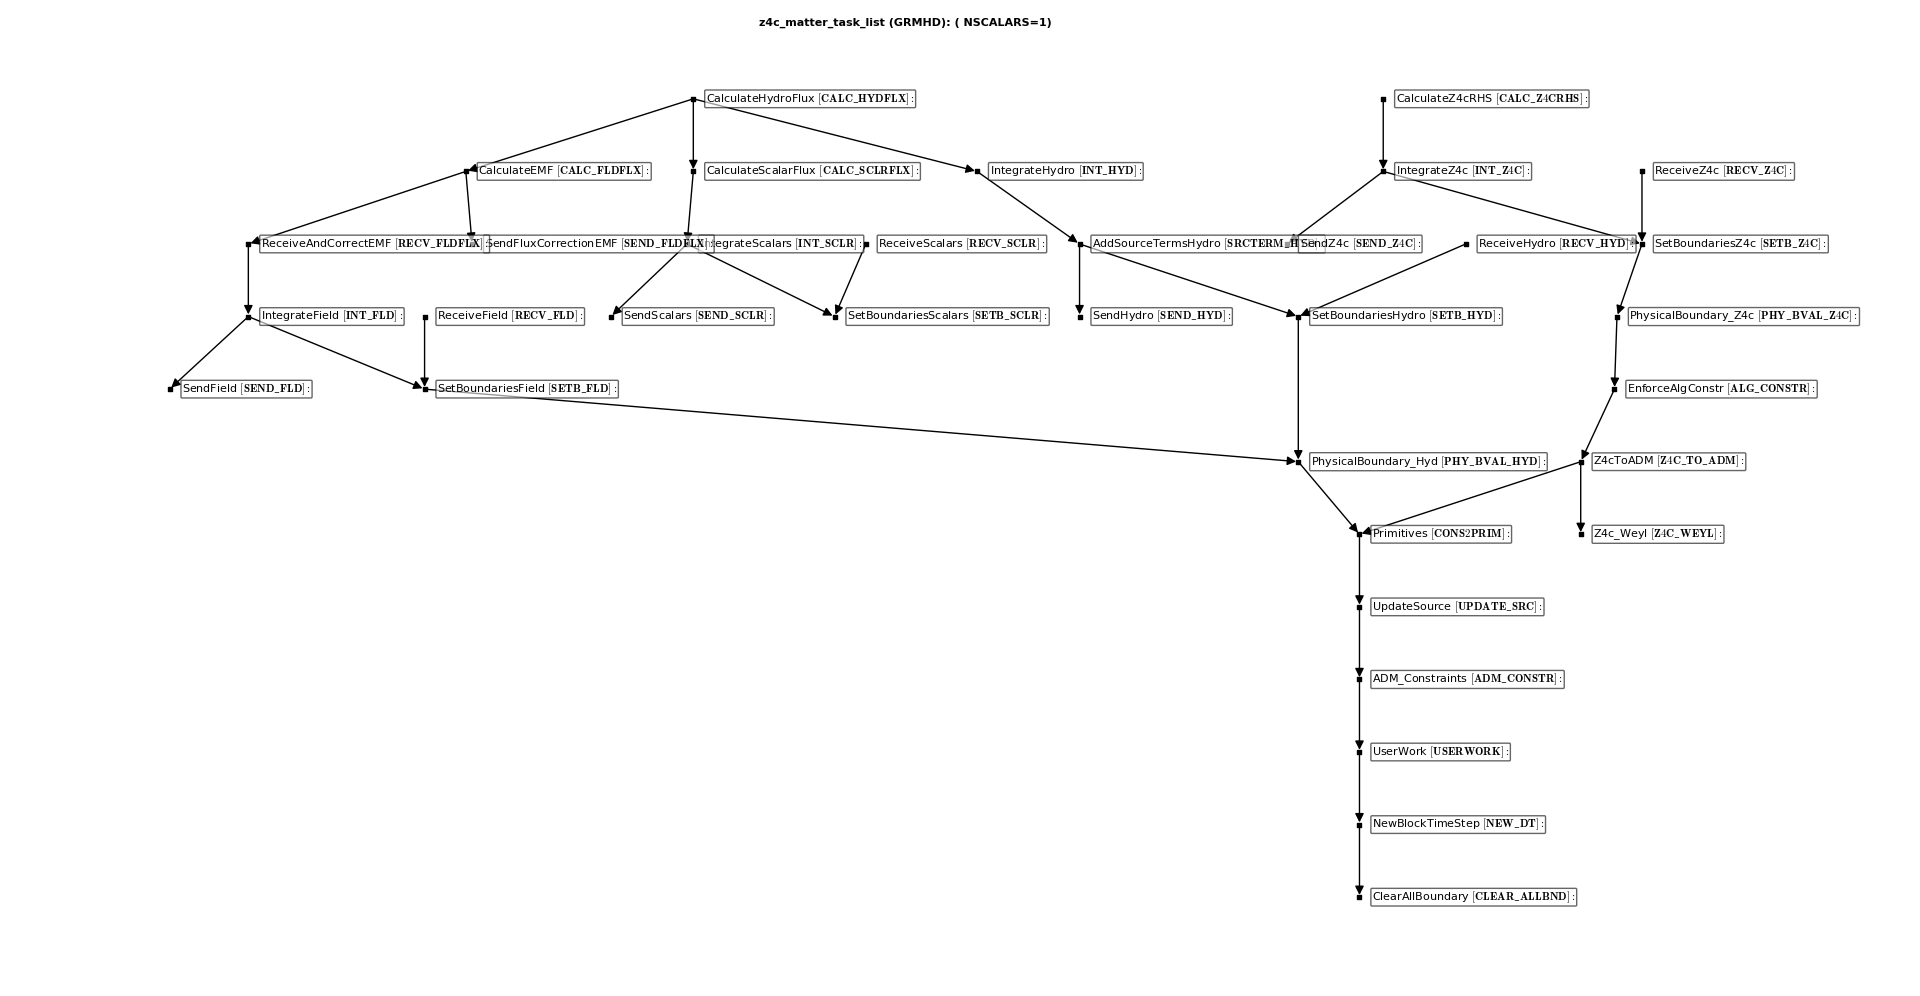 z4c_matter_task_list (GRMHD): ( NSCALARS=1)
CalculateHydroFlux [CALC_HYDFLX]:
CalculateZ4cRHS [CALC_Z4CRHS]:
CalculateEMF [CALC_FLDFLX]:
CalculateScalarFlux [CALC_SCLRFLX]:
IntegrateHydro [INT_HYD]:
IntegrateZ4c [INT_Z4C]:
ReceiveZ4c [RECV_Z4C]:
ReceiveAndCorrectEMF [RECV_FLDFLX]:
SendFluxCorrectionEMF [SEND_FLDFLX]:
IntegrateScalars [INT_SCLR]:
ReceiveScalars [RECV_SCLR]:
AddSourceTermsHydro [SRCTERM_HYD]:
SendZ4c [SEND_Z4C]:
ReceiveHydro [RECV_HYD]:
SetBoundariesZ4c [SETB_Z4C]:
IntegrateField [INT_FLD]:
ReceiveField [RECV_FLD]:
SendScalars [SEND_SCLR]:
SetBoundariesScalars [SETB_SCLR]:
SendHydro [SEND_HYD]:
SetBoundariesHydro [SETB_HYD]:
PhysicalBoundary_Z4c [PHY_BVAL_Z4C]:
SendField [SEND_FLD]:
SetBoundariesField [SETB_FLD]:
EnforceAlgConstr [ALG_CONSTR]:
PhysicalBoundary_Hyd [PHY_BVAL_HYD]:
Z4cToADM [Z4C_TO_ADM]:
Primitives [CONS2PRIM]:
Z4c_Weyl [Z4C_WEYL]:
UpdateSource [UPDATE_SRC]:
ADM_Constraints [ADM_CONSTR]:
UserWork [USERWORK]:
NewBlockTimeStep [NEW_DT]:
ClearAllBoundary [CLEAR_ALLBND]: